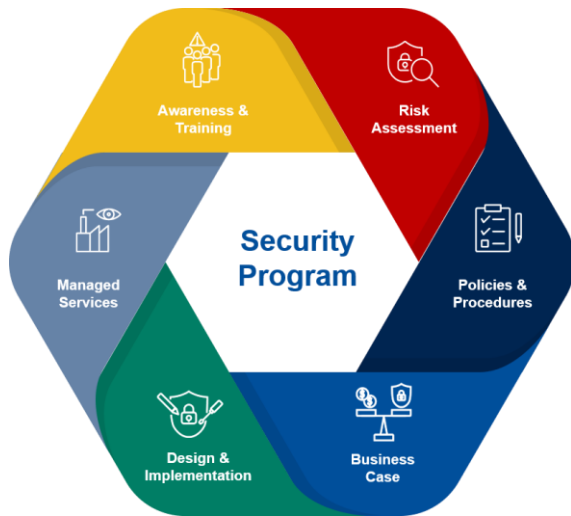 Awareness &
Training
Risk
Assessment
Security
Program
Managed
Services
Policies &
Procedures
Design &
Implementation
Business
Case